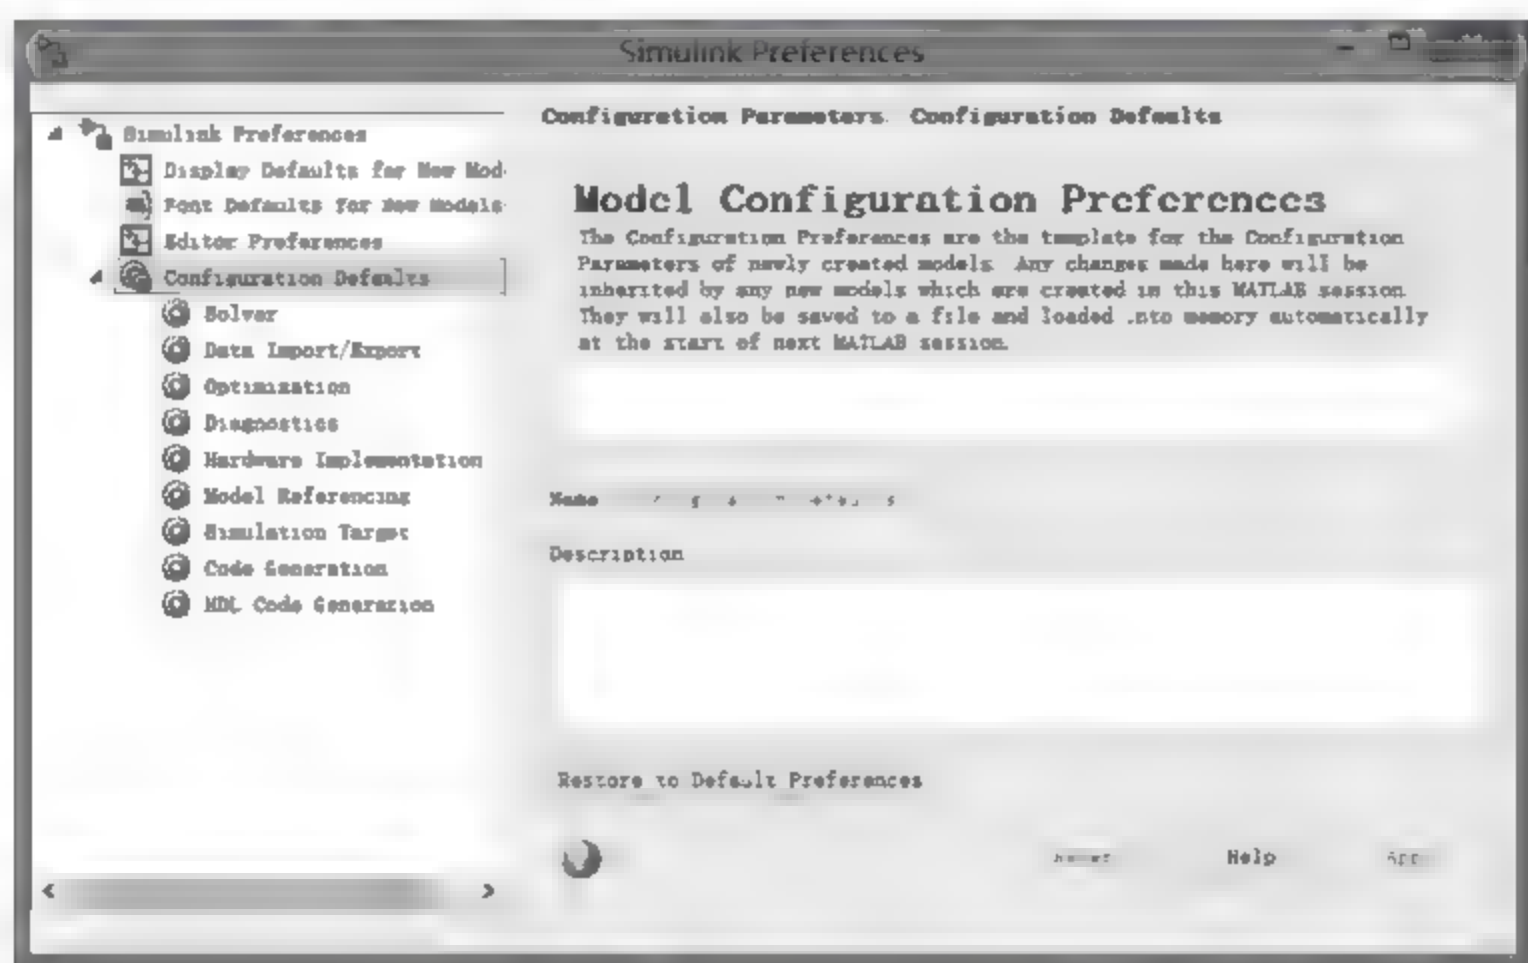 Simulink Preferences
Simulink Preferences
Display Defaults for New Mod
Font Defaults for New Models
Editor Preferences
Configuration Defaults
Solver
Data Import/Export
Optimization
Diagnostics
Hardware Implementation
Model Referencing
Simulation Target
Code Generation
HDL Code Generation
Configuration Parameters Configuration Defaults
Model Configuration Preferences
The Configuration Preferences are the template for the Configuration
Parameters of newly created models. Any changes made here will be
inherited by any new models which are created in this MATLAB session.
They will also be saved to a file and loaded into memory automatically
at the start of next MATLAB session.
Name
Description
Restore to Default Preferences
Help